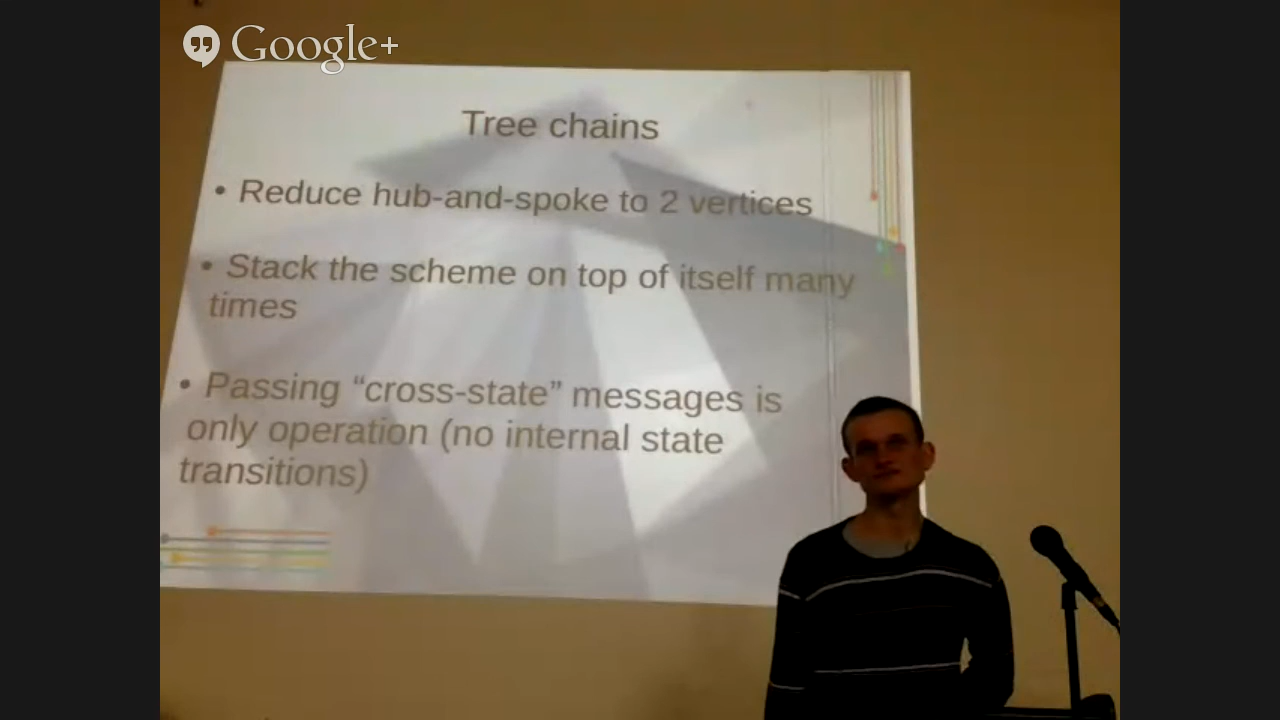 Google+
Tree chains
• Reduce hub-and-spoke to 2 vertices
• Stack the scheme on top of itself many
times
• Passing “cross-state” messages is
only operation (no internal state
transitions)